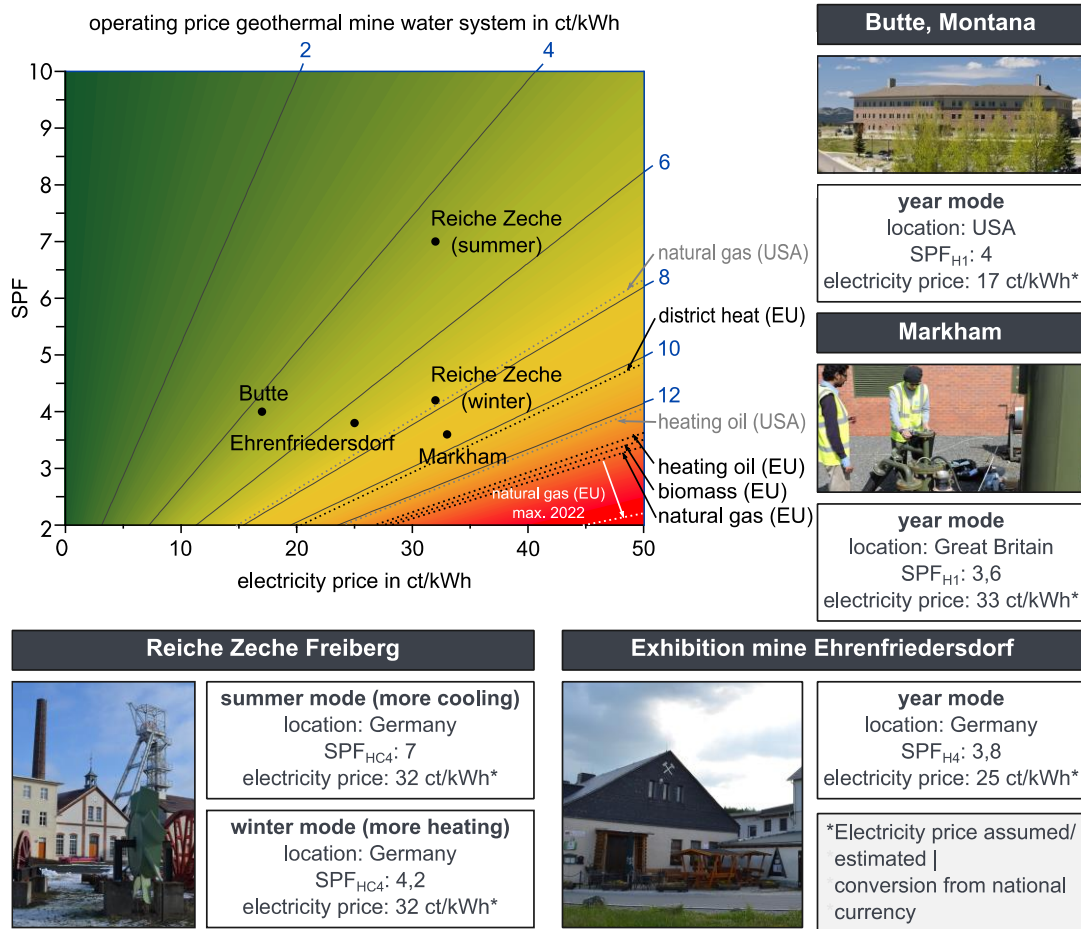 operating price geothermal mine water system in ct/kWh
2
4
10
9
8
7
6
5
4
3
2
SPF
0
10
20
30
40
50
electricity price in ct/kWh
6
8
10
12
Reiche Zeche
(summer)
Butte
Ehrenfriedersdorf
Reiche Zeche
(winter)
Markham
natural gas (USA)
district heat (EU)
heating oil (USA)
heating oil (EU)
biomass (EU)
natural gas (EU)
natural gas (EU)
max. 2022
Butte, Montana
year mode
location: USA
SPF_H1: 4
electricity price: 17 ct/kWh*
Markham
year mode
location: Great Britain
SPF_H1: 3,6
electricity price: 33 ct/kWh*
Reiche Zeche Freiberg
summer mode (more cooling)
location: Germany
SPF_HC4: 7
electricity price: 32 ct/kWh*
winter mode (more heating)
location: Germany
SPF_HC4: 4,2
electricity price: 32 ct/kWh*
Exhibition mine Ehrenfriedersdorf
year mode
location: Germany
SPF_H4: 3,8
electricity price: 25 ct/kWh*
*Electricity price assumed/
estimated |
conversion from national
currency